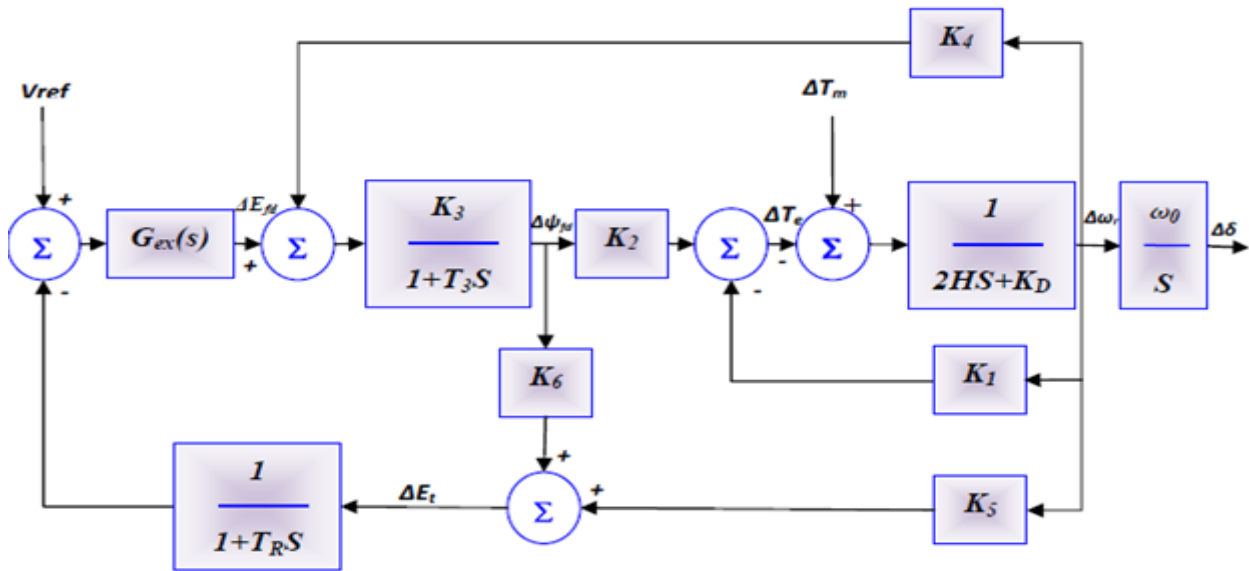 K4
Vref
ΔTm
+
Σ
-
Gex(s)
ΔEfd
+
Σ
K3
1+T3S
Δψfd
K2
Σ
-
ΔTe
-
+
Σ
1
2HS+KD
Δωr
ω0
S
Δδ
K6
K1
+
+
Σ
ΔEt
1
1+TRS
K5